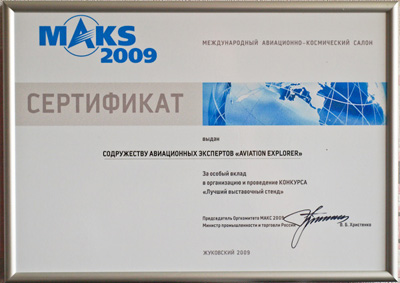 MAKS
2009
МЕЖДУНАРОДНЫЙ АВИАЦИОННО-КОСМИЧЕСКИЙ САЛОН
СЕРТИФИКАТ
выдан
СОДРУЖЕСТВУ АВИАЦИОННЫХ ЭКСПЕРТОВ «AVIATION EXPLORER»
За особый вклад
в организацию и проведение КОНКУРСА
«Лучший выставочный стенд»
Председатель Оргкомитета МАКС 2009
Министр промышленности и торговли России
В. Б. Христенко
ЖУКОВСКИЙ 2009